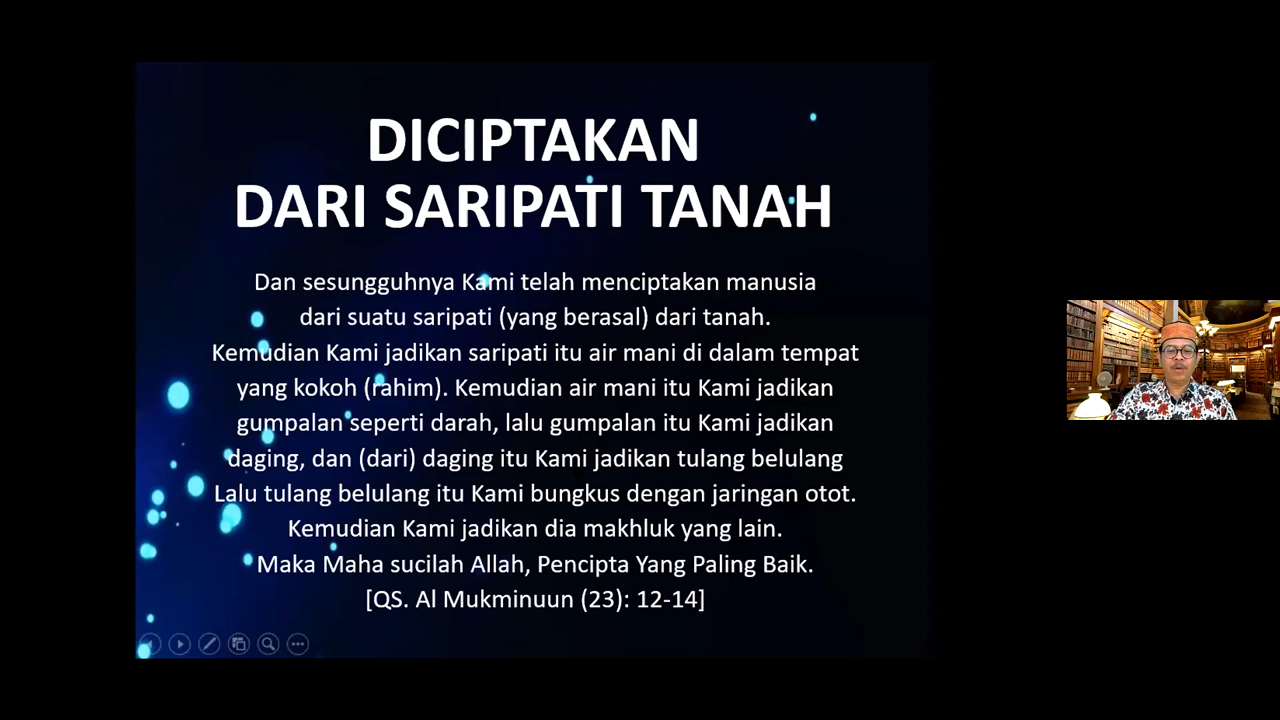 DICIPTAKAN
DARI SARIPATI TANAH
Dan sesungguhnya Kami telah menciptakan manusia
dari suatu saripati (yang berasal) dari tanah.
Kemudian Kami jadikan saripati itu air mani di dalam tempat
yang kokoh (rahim). Kemudian air mani itu Kami jadikan
gumpalan seperti darah, lalu gumpalan itu Kami jadikan
daging, dan (dari) daging itu Kami jadikan tulang belulang
Lalu tulang belulang itu Kami bungkus dengan jaringan otot.
Kemudian Kami jadikan dia makhluk yang lain.
Maka Maha sucilah Allah, Pencipta Yang Paling Baik.
[QS. Al Mukminuun (23): 12-14]